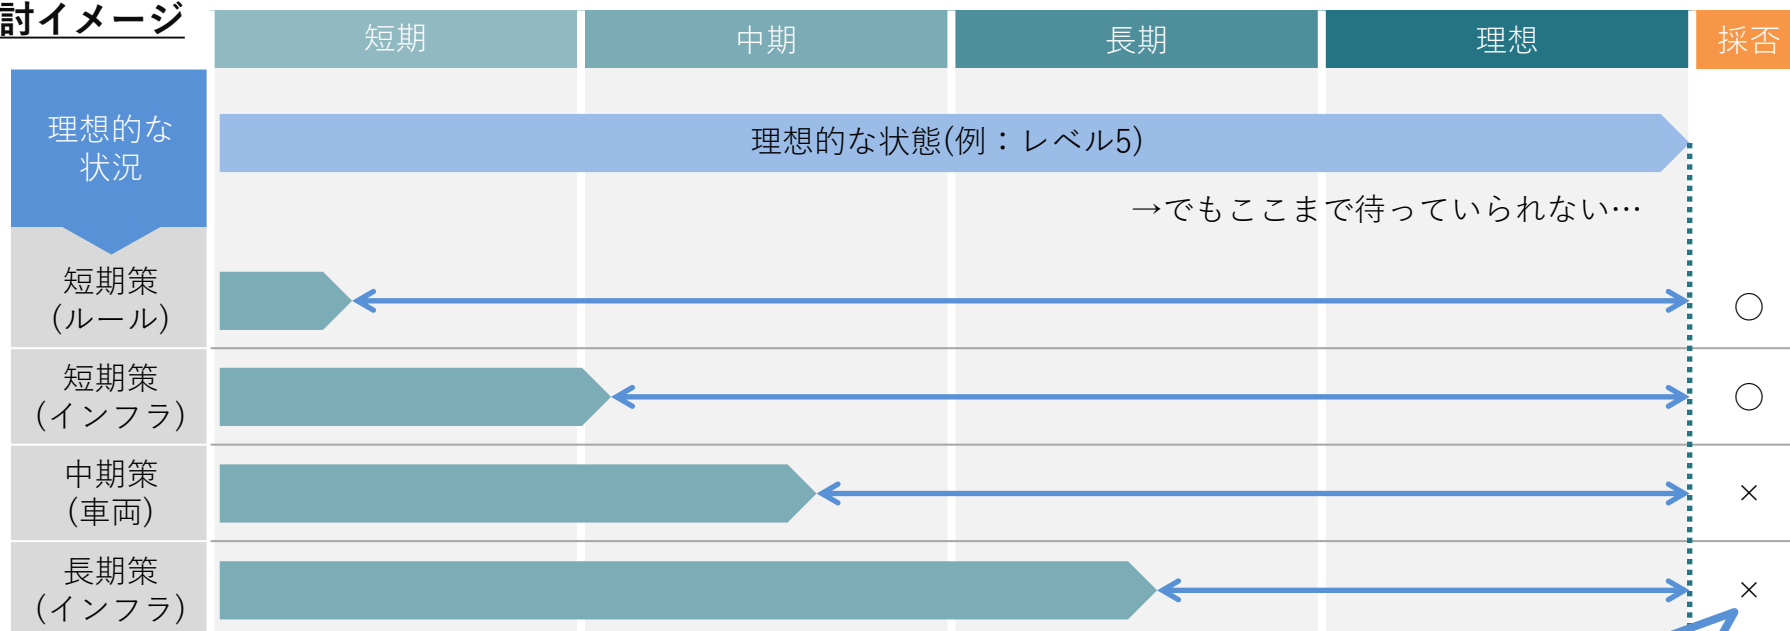 討イメージ
短期 中期 長期 理想 採否
理想的な
状況
理想的な状態(例：レベル5)
→でもここまで待っていられない…
短期策
(ルール)
○
短期策
(インフラ)
○
中期策
(車両)
×
長期策
(インフラ)
×